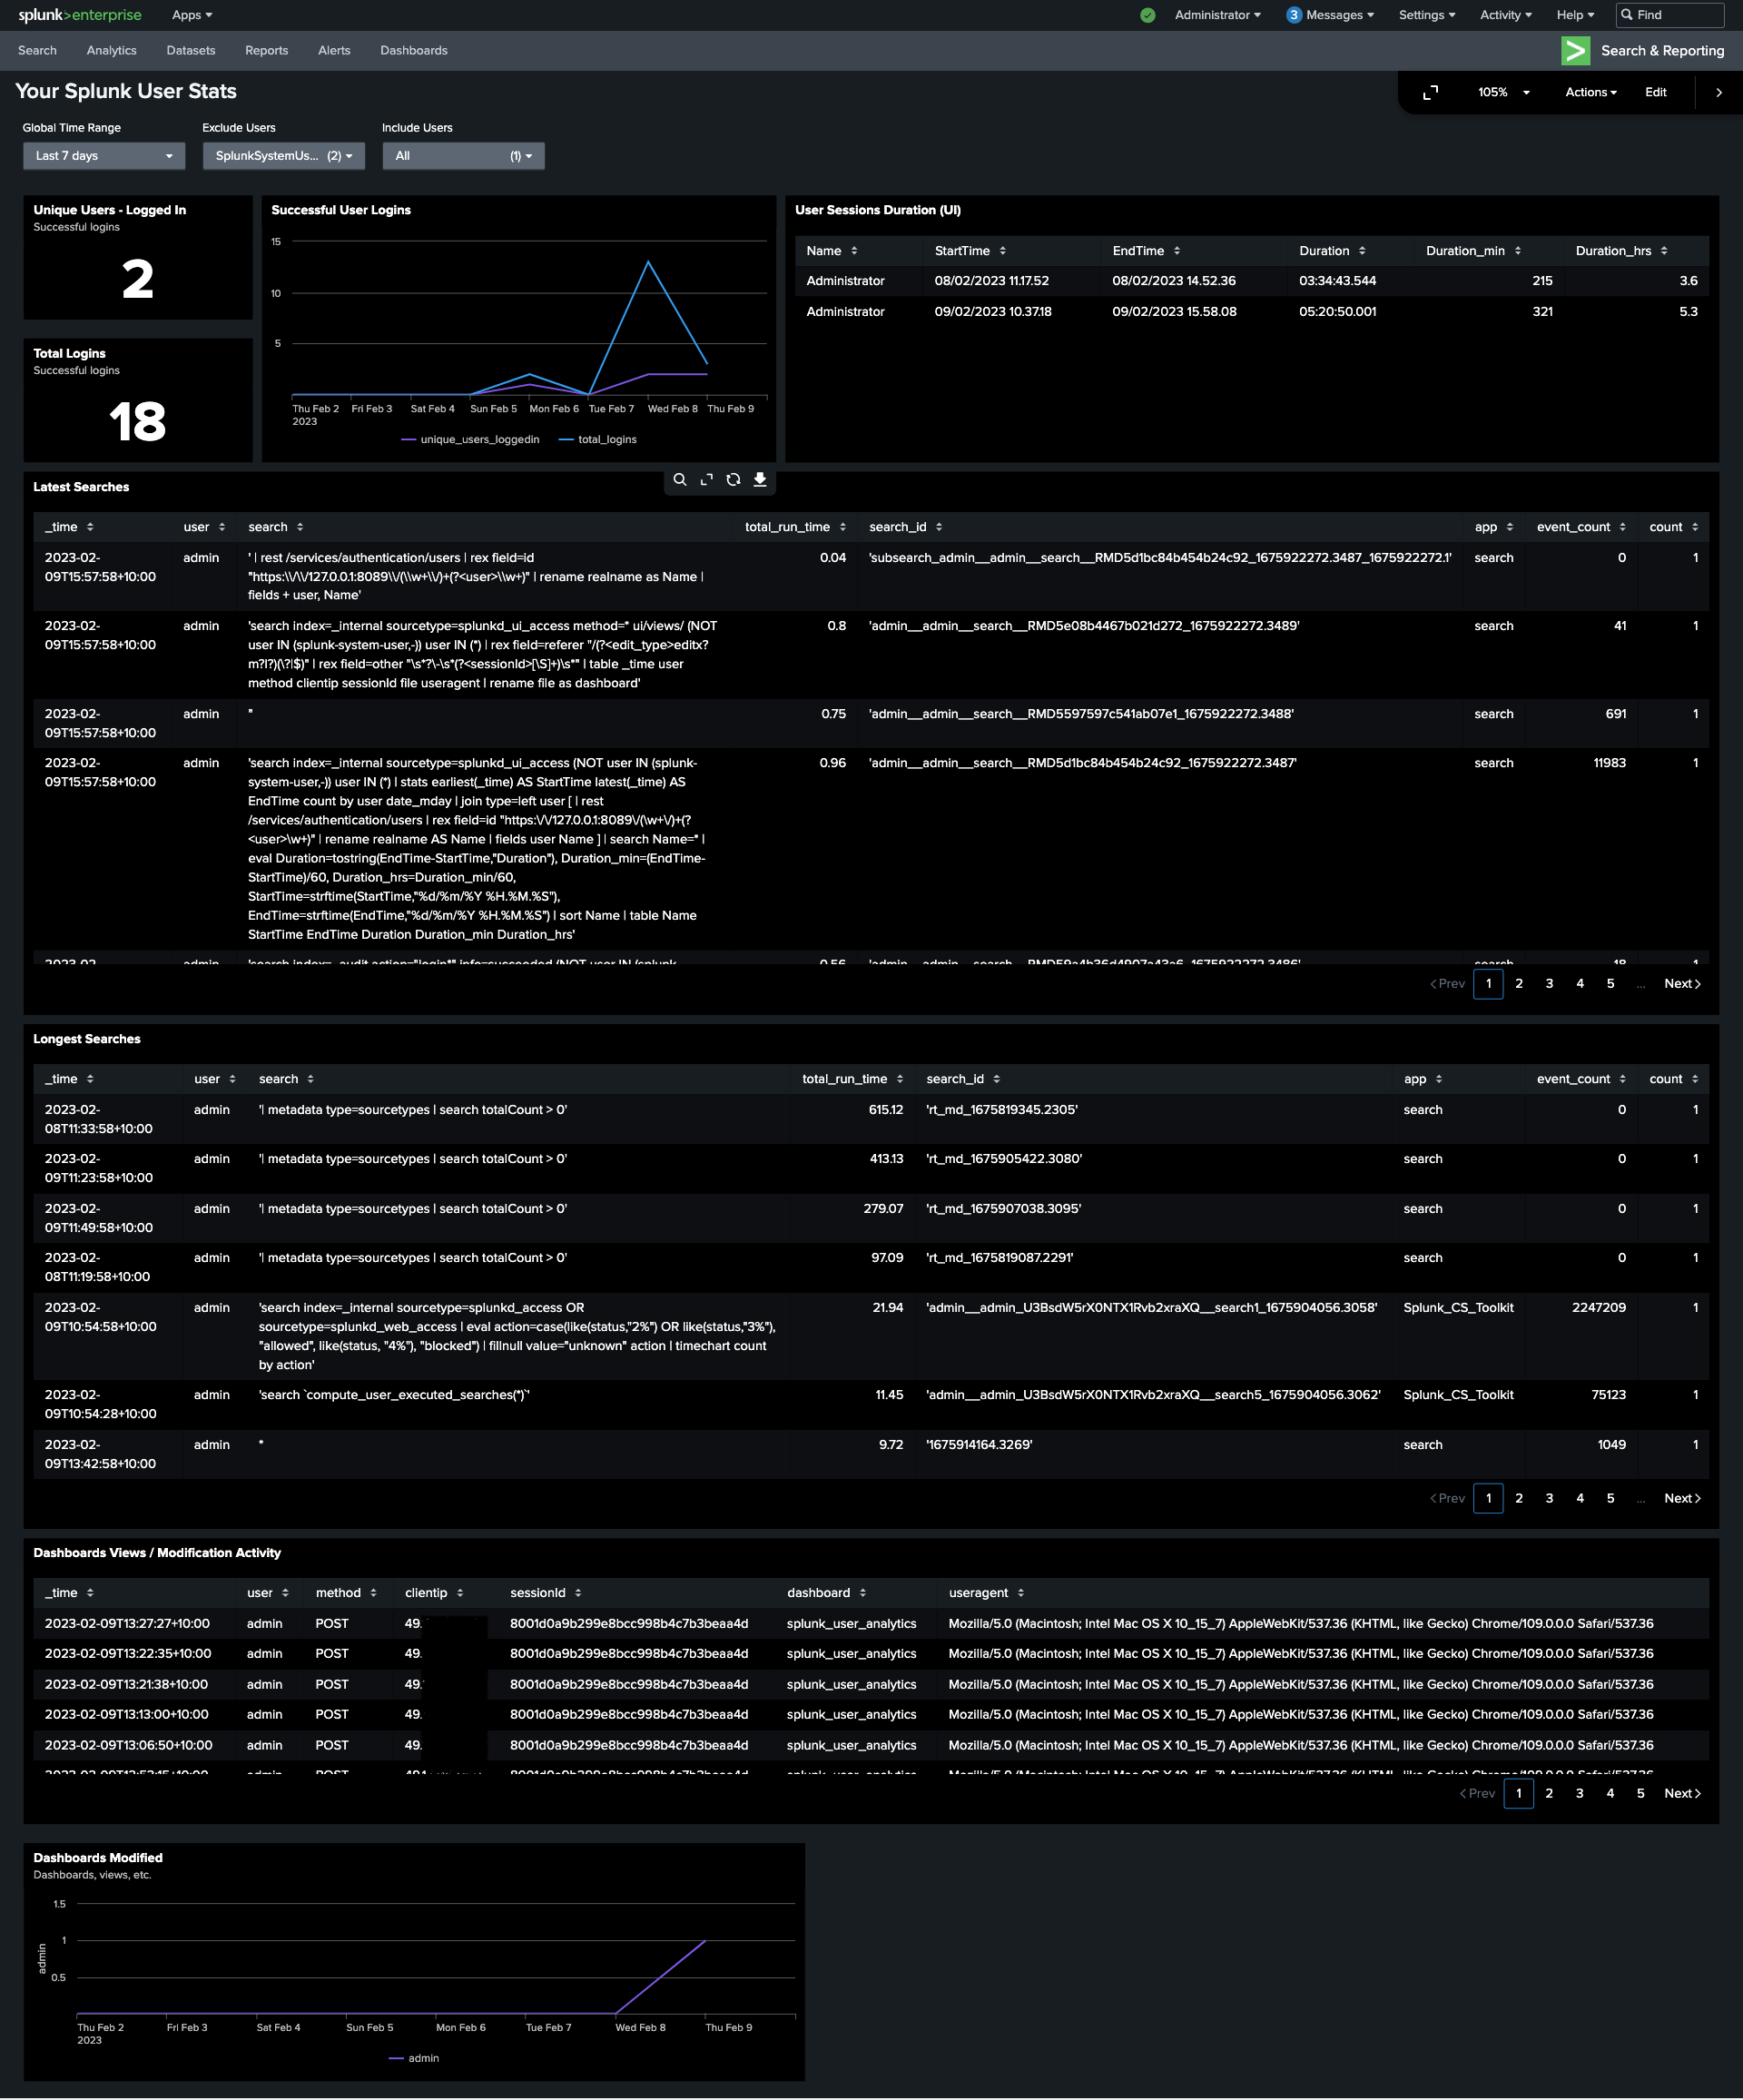 splunk>enterprise Apps Administrator 3 Messages Settings Activity Help Find
Search Analytics Datasets Reports Alerts Dashboards Search & Reporting
Your Splunk User Stats
105% Actions Edit
Global Time Range Exclude Users Include Users
Last 7 days SplunkSystemUs... (2) All (1)
Unique Users - Logged In
Successful logins
2
Total Logins
Successful logins
18
Successful User Logins
15
10
5
Thu Feb 2 Fri Feb 3 Sat Feb 4 Sun Feb 5 Mon Feb 6 Tue Feb 7 Wed Feb 8 Thu Feb 9
2023
unique_users_loggedin total_logins
User Sessions Duration (UI)
Name StartTime EndTime Duration Duration_min Duration_hrs
Administrator 08/02/2023 11.17.52 08/02/2023 14.52.36 03:34:43.544 215 3.6
Administrator 09/02/2023 10.37.18 09/02/2023 15.58.08 05:20:50.001 321 5.3
Latest Searches
_time user search total_run_time search_id app event_count count
2023-02- admin ' | rest /services/authentication/users | rex field=id 0.04 'subsearch_admin__admin__search__RMD5d1bc84b454b24c92_1675922272.3487_1675922272.1' search 0 1
09T15:57:58+10:00 "https:\\/\\/127.0.0.1:8089\\/(\\w+\\/)+(?<user>\\w+)" | rename realname as Name |
fields + user, Name'
2023-02- admin 'search index=_internal sourcetype=splunkd_ui_access method=* ui/views/ (NOT 0.8 'admin__admin__search__RMD5e08b4467b021d272_1675922272.3489' search 41 1
09T15:57:58+10:00 user IN (splunk-system-user,-)) user IN (*) | rex field=referer "/(?<edit_type>editx?
m?l?)(\?|$)" | rex field=other "\s*?\-\s*(?<sessionId>[\S]+)\s*" | table _time user
method clientip sessionId file useragent | rename file as dashboard'
2023-02- admin '' 0.75 'admin__admin__search__RMD5597597c541ab07e1_1675922272.3488' search 691 1
09T15:57:58+10:00
2023-02- admin 'search index=_internal sourcetype=splunkd_ui_access (NOT user IN (splunk- 0.96 'admin__admin__search__RMD5d1bc84b454b24c92_1675922272.3487' search 11983 1
09T15:57:58+10:00 system-user,-)) user IN (*) | stats earliest(_time) AS StartTime latest(_time) AS
EndTime count by user date_mday | join type=left user [ | rest
/services/authentication/users | rex field=id "https:\/\/127.0.0.1:8089\/(\w+\/)+(?
<user>\w+)" | rename realname AS Name | fields user Name ] | search Name=* |
eval Duration=tostring(EndTime-StartTime,"Duration"), Duration_min=(EndTime-
StartTime)/60, Duration_hrs=Duration_min/60,
StartTime=strftime(StartTime,"%d/%m/%Y %H.%M.%S"),
EndTime=strftime(EndTime,"%d/%m/%Y %H.%M.%S") | sort Name | table Name
StartTime EndTime Duration Duration_min Duration_hrs'
Prev 1 2 3 4 5 ... Next
Longest Searches
_time user search total_run_time search_id app event_count count
2023-02- admin '| metadata type=sourcetypes | search totalCount > 0' 615.12 'rt_md_1675819345.2305' search 0 1
08T11:33:58+10:00
2023-02- admin '| metadata type=sourcetypes | search totalCount > 0' 413.13 'rt_md_1675905422.3080' search 0 1
09T11:23:58+10:00
2023-02- admin '| metadata type=sourcetypes | search totalCount > 0' 279.07 'rt_md_1675907038.3095' search 0 1
09T11:49:58+10:00
2023-02- admin '| metadata type=sourcetypes | search totalCount > 0' 97.09 'rt_md_1675819087.2291' search 0 1
08T11:19:58+10:00
2023-02- admin 'search index=_internal sourcetype=splunkd_access OR 21.94 'admin__admin_U3BsdW5rX0NTX1Rvb2xraXQ__search1_1675904056.3058' Splunk_CS_Toolkit 2247209 1
09T10:54:58+10:00 sourcetype=splunkd_web_access | eval action=case(like(status,"2%") OR like(status,"3%"),
"allowed", like(status, "4%"), "blocked") | fillnull value="unknown" action | timechart count
by action'
2023-02- admin 'search `compute_user_executed_searches(*)`' 11.45 'admin__admin_U3BsdW5rX0NTX1Rvb2xraXQ__search5_1675904056.3062' Splunk_CS_Toolkit 75123 1
09T10:54:28+10:00
2023-02- admin * 9.72 '1675914164.3269' search 1049 1
09T13:42:58+10:00
Prev 1 2 3 4 5 ... Next
Dashboards Views / Modification Activity
_time user method clientip sessionId dashboard useragent
2023-02-09T13:27:27+10:00 admin POST 49. 8001d0a9b299e8bcc998b4c7b3beaa4d splunk_user_analytics Mozilla/5.0 (Macintosh; Intel Mac OS X 10_15_7) AppleWebKit/537.36 (KHTML, like Gecko) Chrome/109.0.0.0 Safari/537.36
2023-02-09T13:22:35+10:00 admin POST 49. 8001d0a9b299e8bcc998b4c7b3beaa4d splunk_user_analytics Mozilla/5.0 (Macintosh; Intel Mac OS X 10_15_7) AppleWebKit/537.36 (KHTML, like Gecko) Chrome/109.0.0.0 Safari/537.36
2023-02-09T13:21:38+10:00 admin POST 49. 8001d0a9b299e8bcc998b4c7b3beaa4d splunk_user_analytics Mozilla/5.0 (Macintosh; Intel Mac OS X 10_15_7) AppleWebKit/537.36 (KHTML, like Gecko) Chrome/109.0.0.0 Safari/537.36
2023-02-09T13:13:00+10:00 admin POST 49. 8001d0a9b299e8bcc998b4c7b3beaa4d splunk_user_analytics Mozilla/5.0 (Macintosh; Intel Mac OS X 10_15_7) AppleWebKit/537.36 (KHTML, like Gecko) Chrome/109.0.0.0 Safari/537.36
2023-02-09T13:06:50+10:00 admin POST 49. 8001d0a9b299e8bcc998b4c7b3beaa4d splunk_user_analytics Mozilla/5.0 (Macintosh; Intel Mac OS X 10_15_7) AppleWebKit/537.36 (KHTML, like Gecko) Chrome/109.0.0.0 Safari/537.36
Prev 1 2 3 4 5 Next
Dashboards Modified
Dashboards, views, etc.
1.5
1
0.5
admin
Thu Feb 2 Fri Feb 3 Sat Feb 4 Sun Feb 5 Mon Feb 6 Tue Feb 7 Wed Feb 8 Thu Feb 9
2023
admin